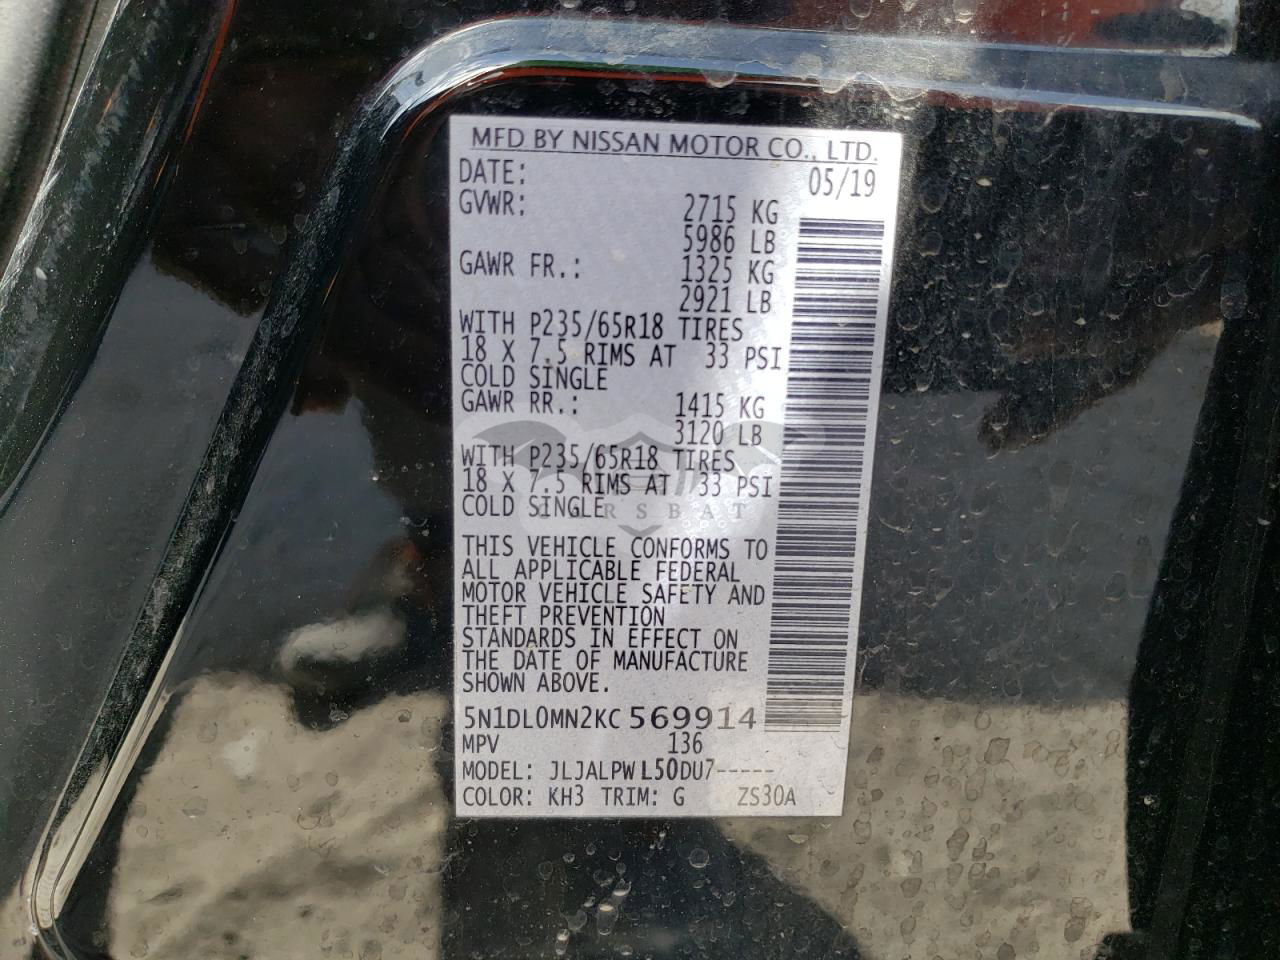 MFD BY NISSAN MOTOR CO., LTD.
DATE: 05/19
GVWR: 2715 KG
5986 LB
GAWR FR.: 1325 KG
2921 LB
WITH P235/65R18 TIRES
18 X 7.5 RIMS AT 33 PSI
COLD SINGLE
GAWR RR.: 1415 KG
3120 LB
WITH P235/65R18 TIRES
18 X 7.5 RIMS AT 33 PSI
COLD SINGLE
THIS VEHICLE CONFORMS TO
ALL APPLICABLE FEDERAL
MOTOR VEHICLE SAFETY AND
THEFT PREVENTION
STANDARDS IN EFFECT ON
THE DATE OF MANUFACTURE
SHOWN ABOVE.
5N1DL0MN2KC569914
MPV 136
MODEL: JLJALPWL50DU7-----
COLOR: KH3 TRIM: G ZS30A